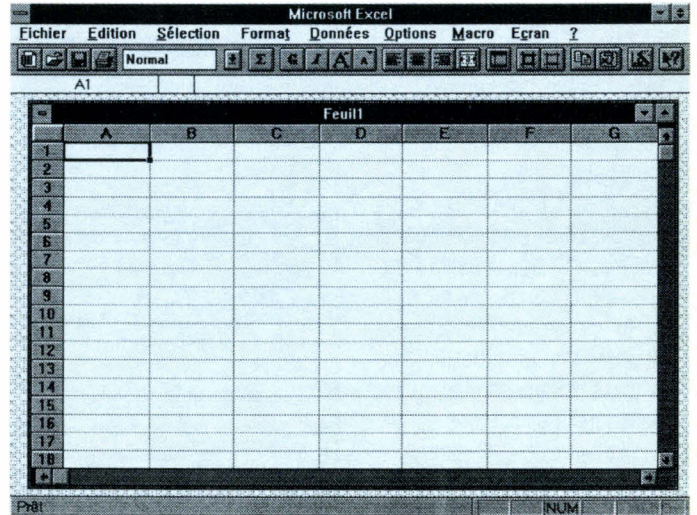 Microsoft Excel
Fichier Edition Sélection Format Données Options Macro Ecran ?
Normal Σ G I A A
A1
Feuil1
A B C D E F G
1
2
3
4
5
6
7
8
9
10
11
12
13
14
15
16
17
18
Prêt NUM